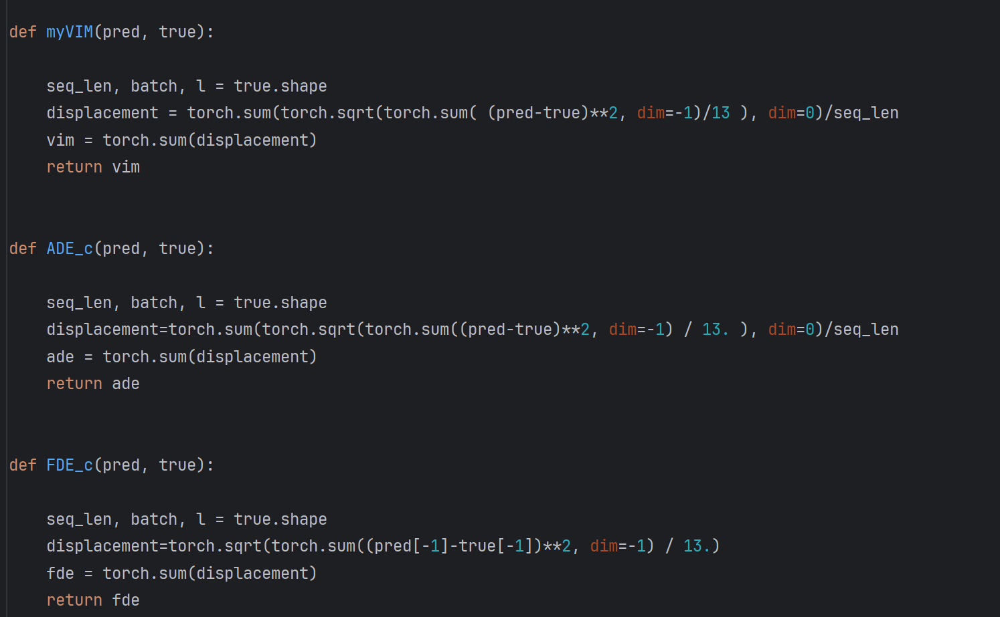 def myVIM(pred, true):
    seq_len, batch, l = true.shape
    displacement = torch.sum(torch.sqrt(torch.sum( (pred-true)**2, dim=-1)/13 ), dim=0)/seq_len
    vim = torch.sum(displacement)
    return vim
def ADE_c(pred, true):
    seq_len, batch, l = true.shape
    displacement=torch.sum(torch.sqrt(torch.sum((pred-true)**2, dim=-1) / 13. ), dim=0)/seq_len
    ade = torch.sum(displacement)
    return ade
def FDE_c(pred, true):
    seq_len, batch, l = true.shape
    displacement=torch.sqrt(torch.sum((pred[-1]-true[-1])**2, dim=-1) / 13.)
    fde = torch.sum(displacement)
    return fde